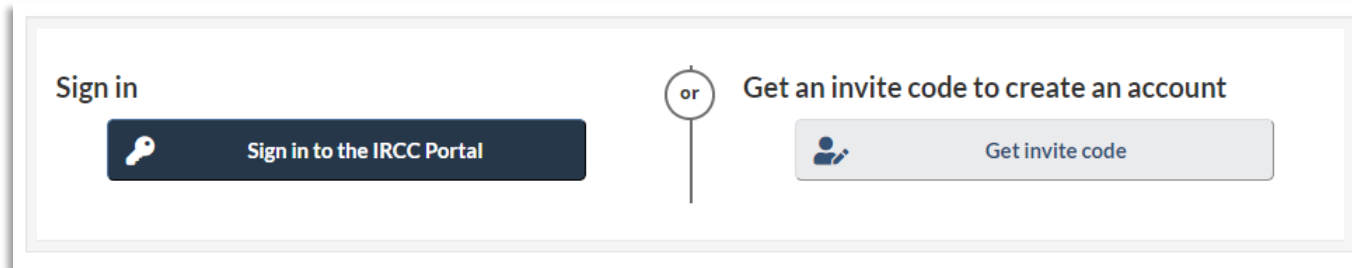 Sign in
Sign in to the IRCC Portal
or
Get an invite code to create an account
Get invite code